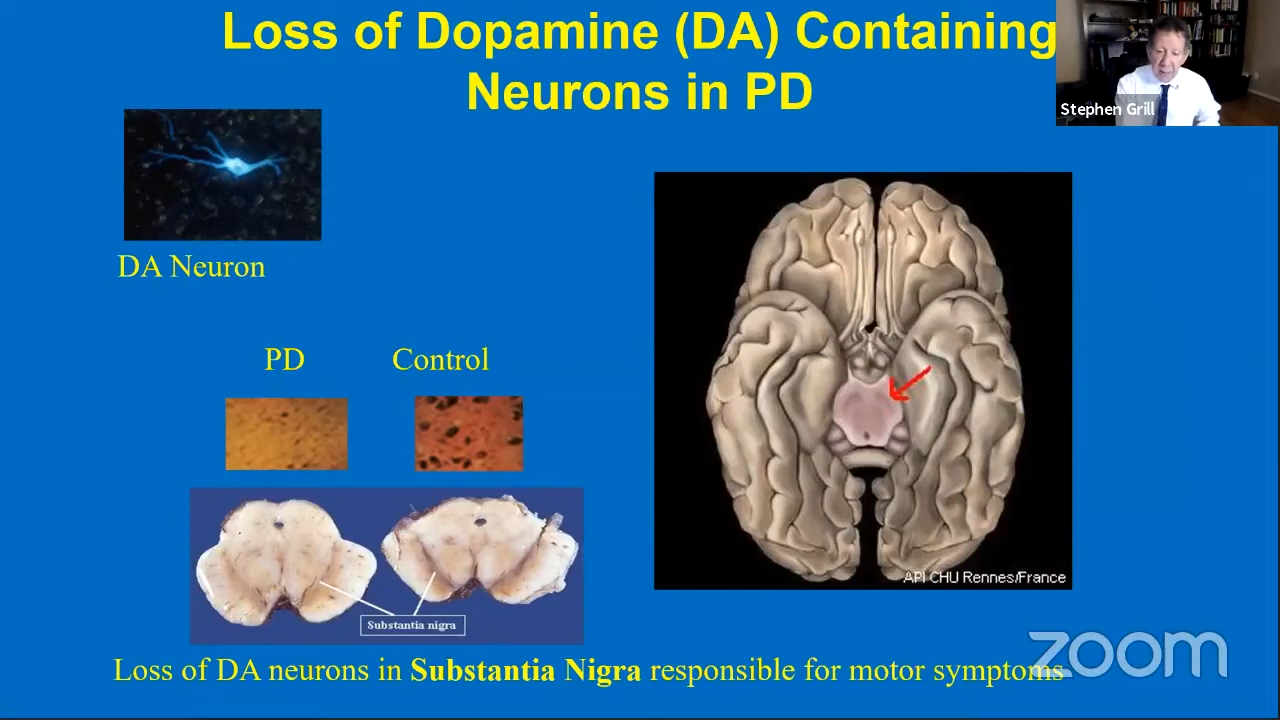 Loss of Dopamine (DA) Containing
Neurons in PD
Stephen Grill
DA Neuron
PD Control
API CHU Rennes/France
Substantia nigra
Loss of DA neurons in Substantia Nigra responsible for motor symptoms
zoom